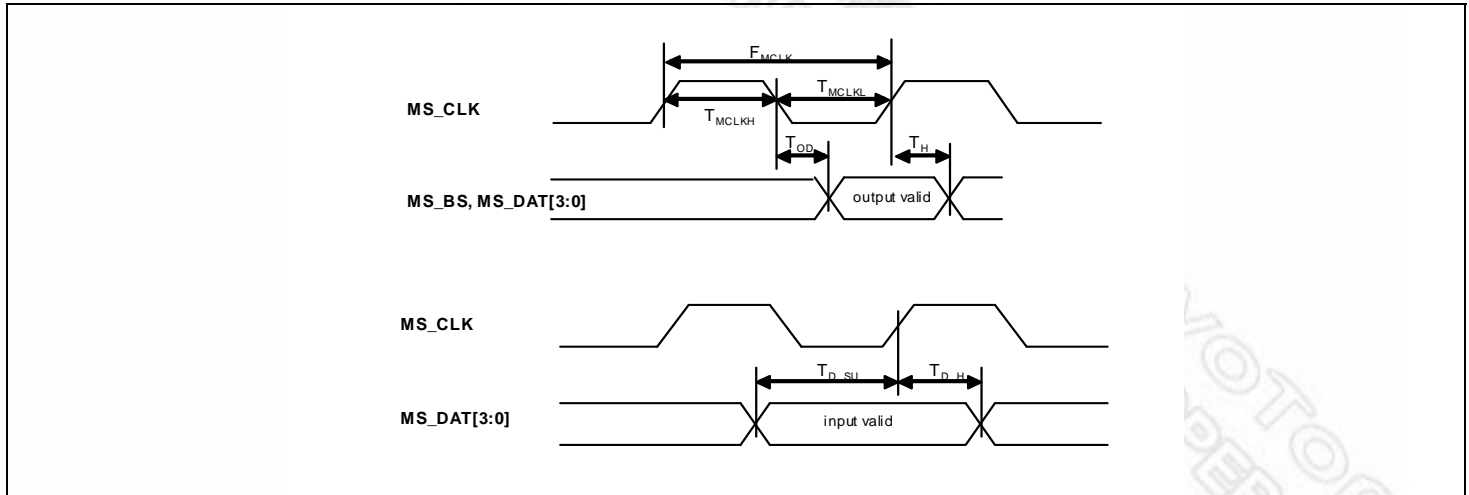 F_MCLK
MS_CLK
T_MCLKH
T_MCLKL
T_OD
T_H
MS_BS, MS_DAT[3:0]
output valid
MS_CLK
T_D_SU
T_D_H
MS_DAT[3:0]
input valid